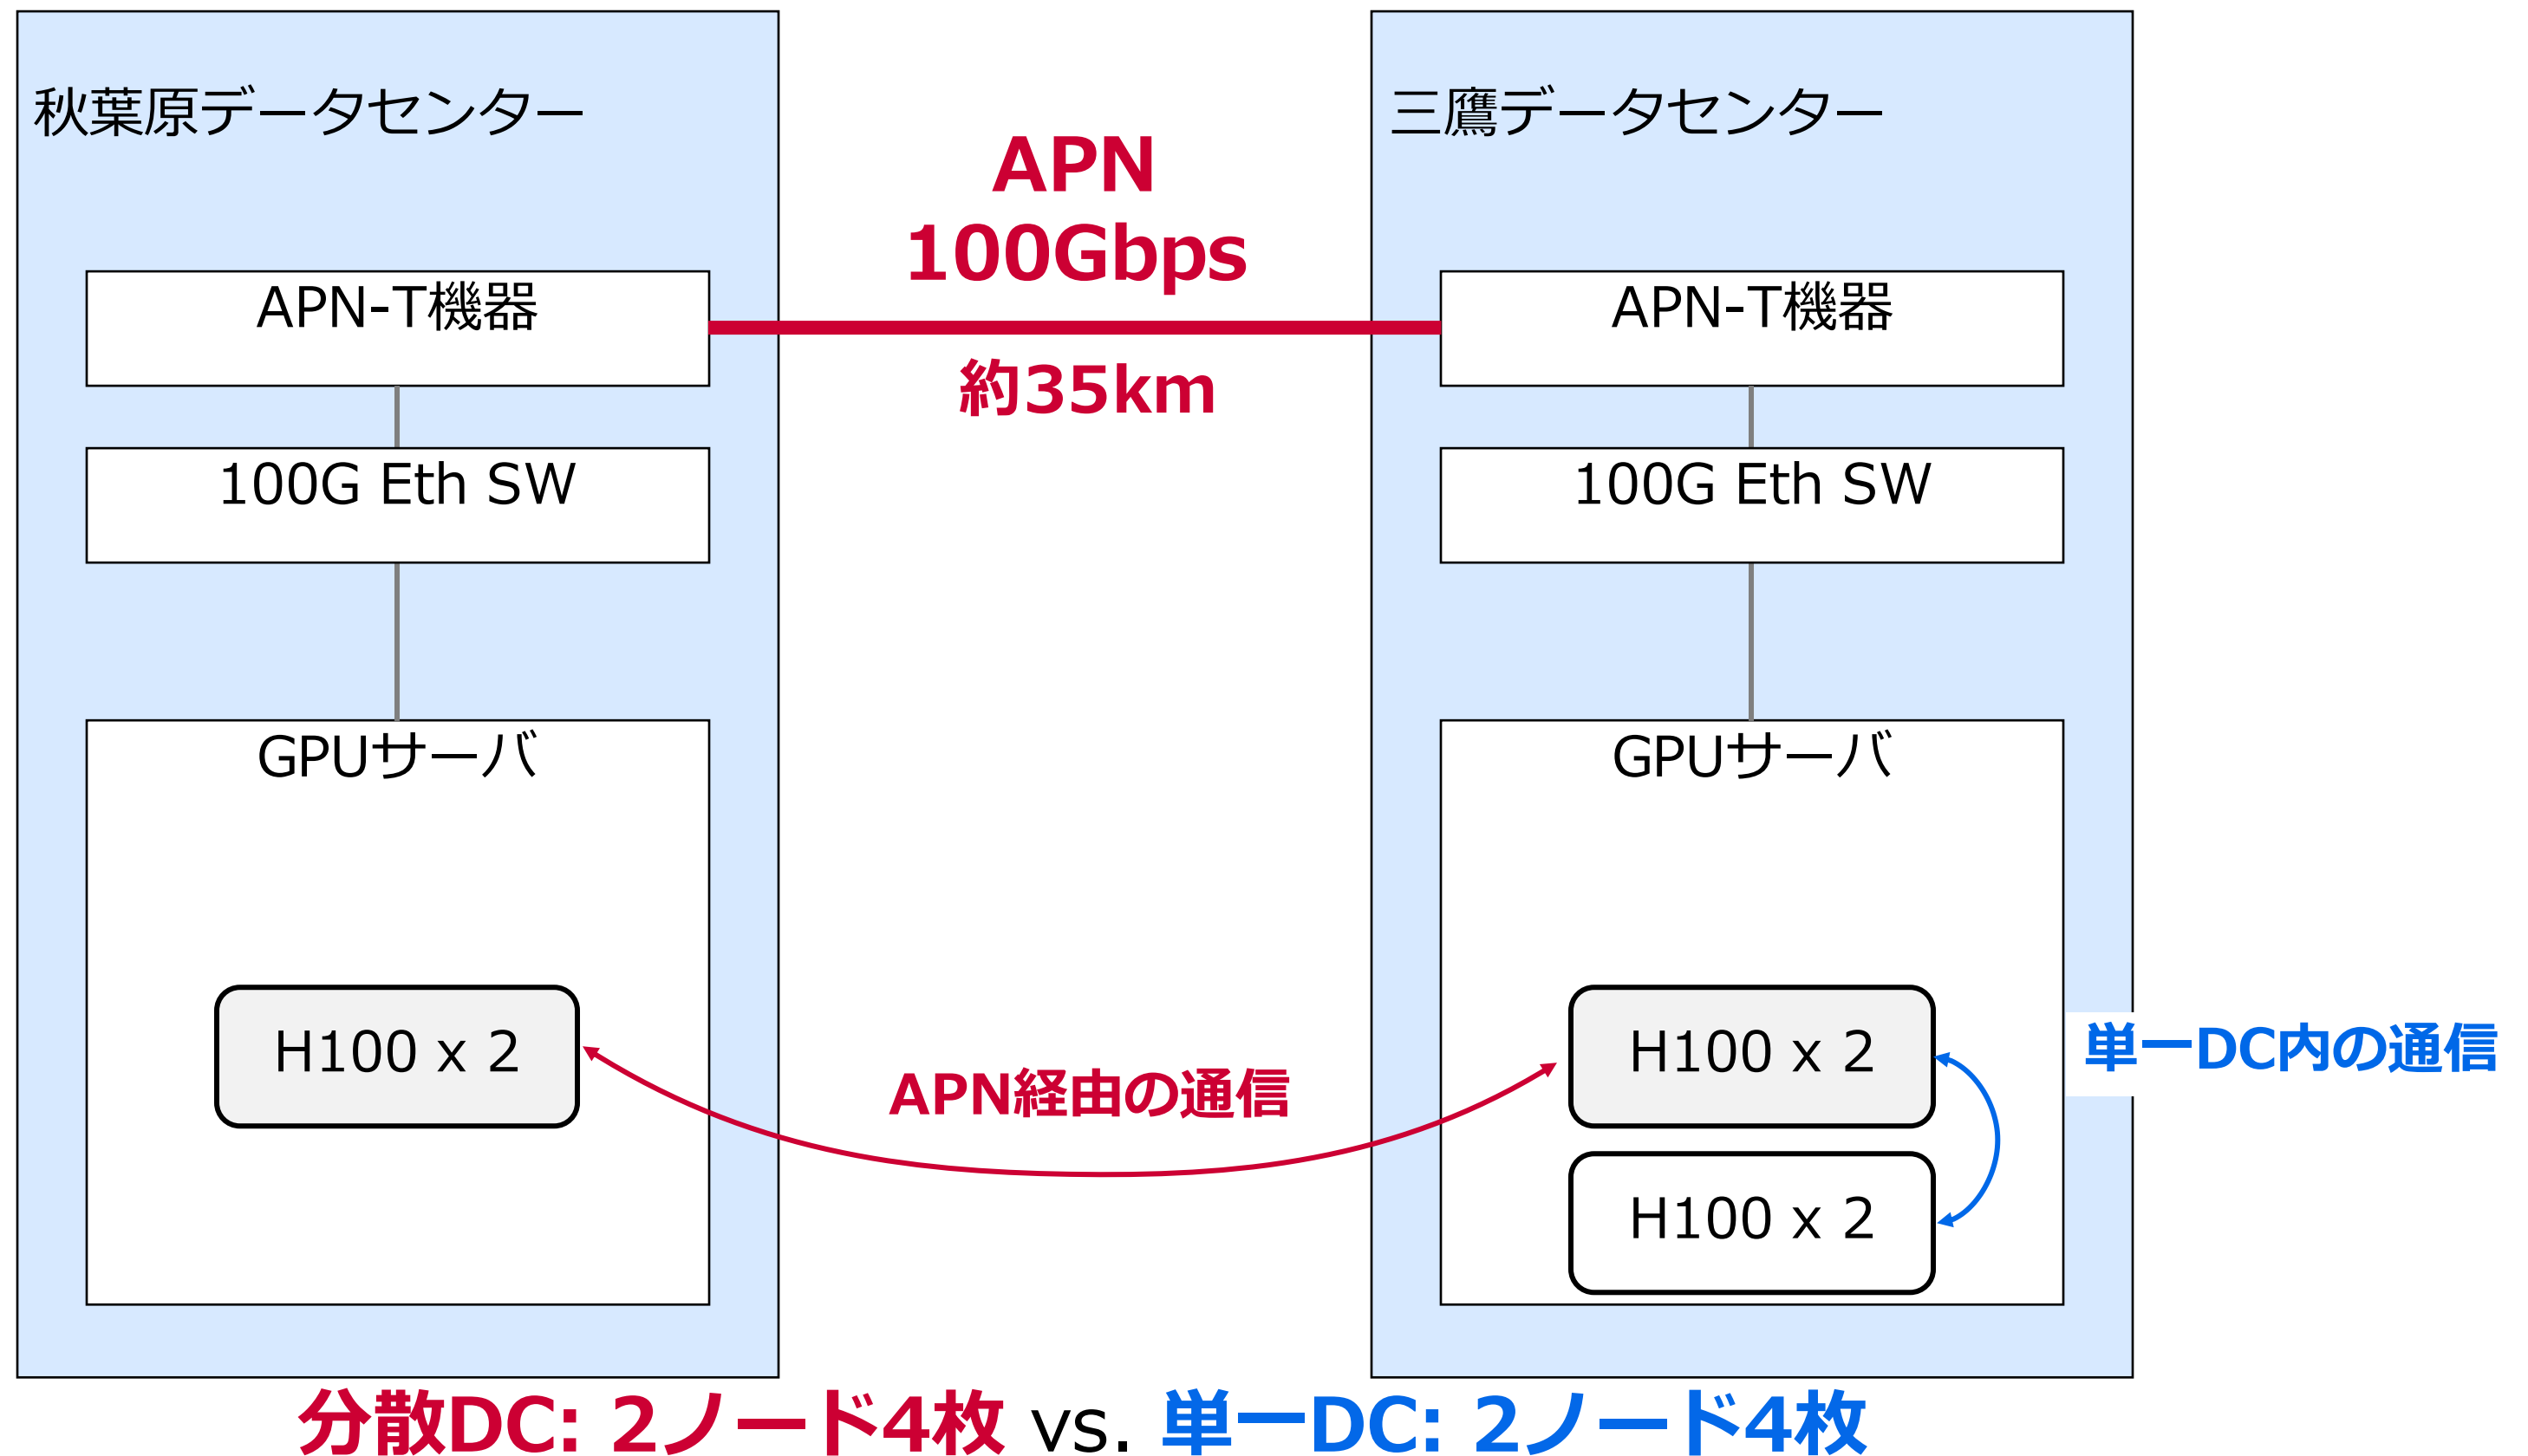 秋葉原データセンター
APN-T機器
100G Eth SW
GPUサーバ
H100 x 2
APN
100Gbps
約35km
APN経由の通信
三鷹データセンター
APN-T機器
100G Eth SW
GPUサーバ
H100 x 2
H100 x 2
単一DC内の通信
分散DC: 2ノード4枚 vs. 単一DC: 2ノード4枚